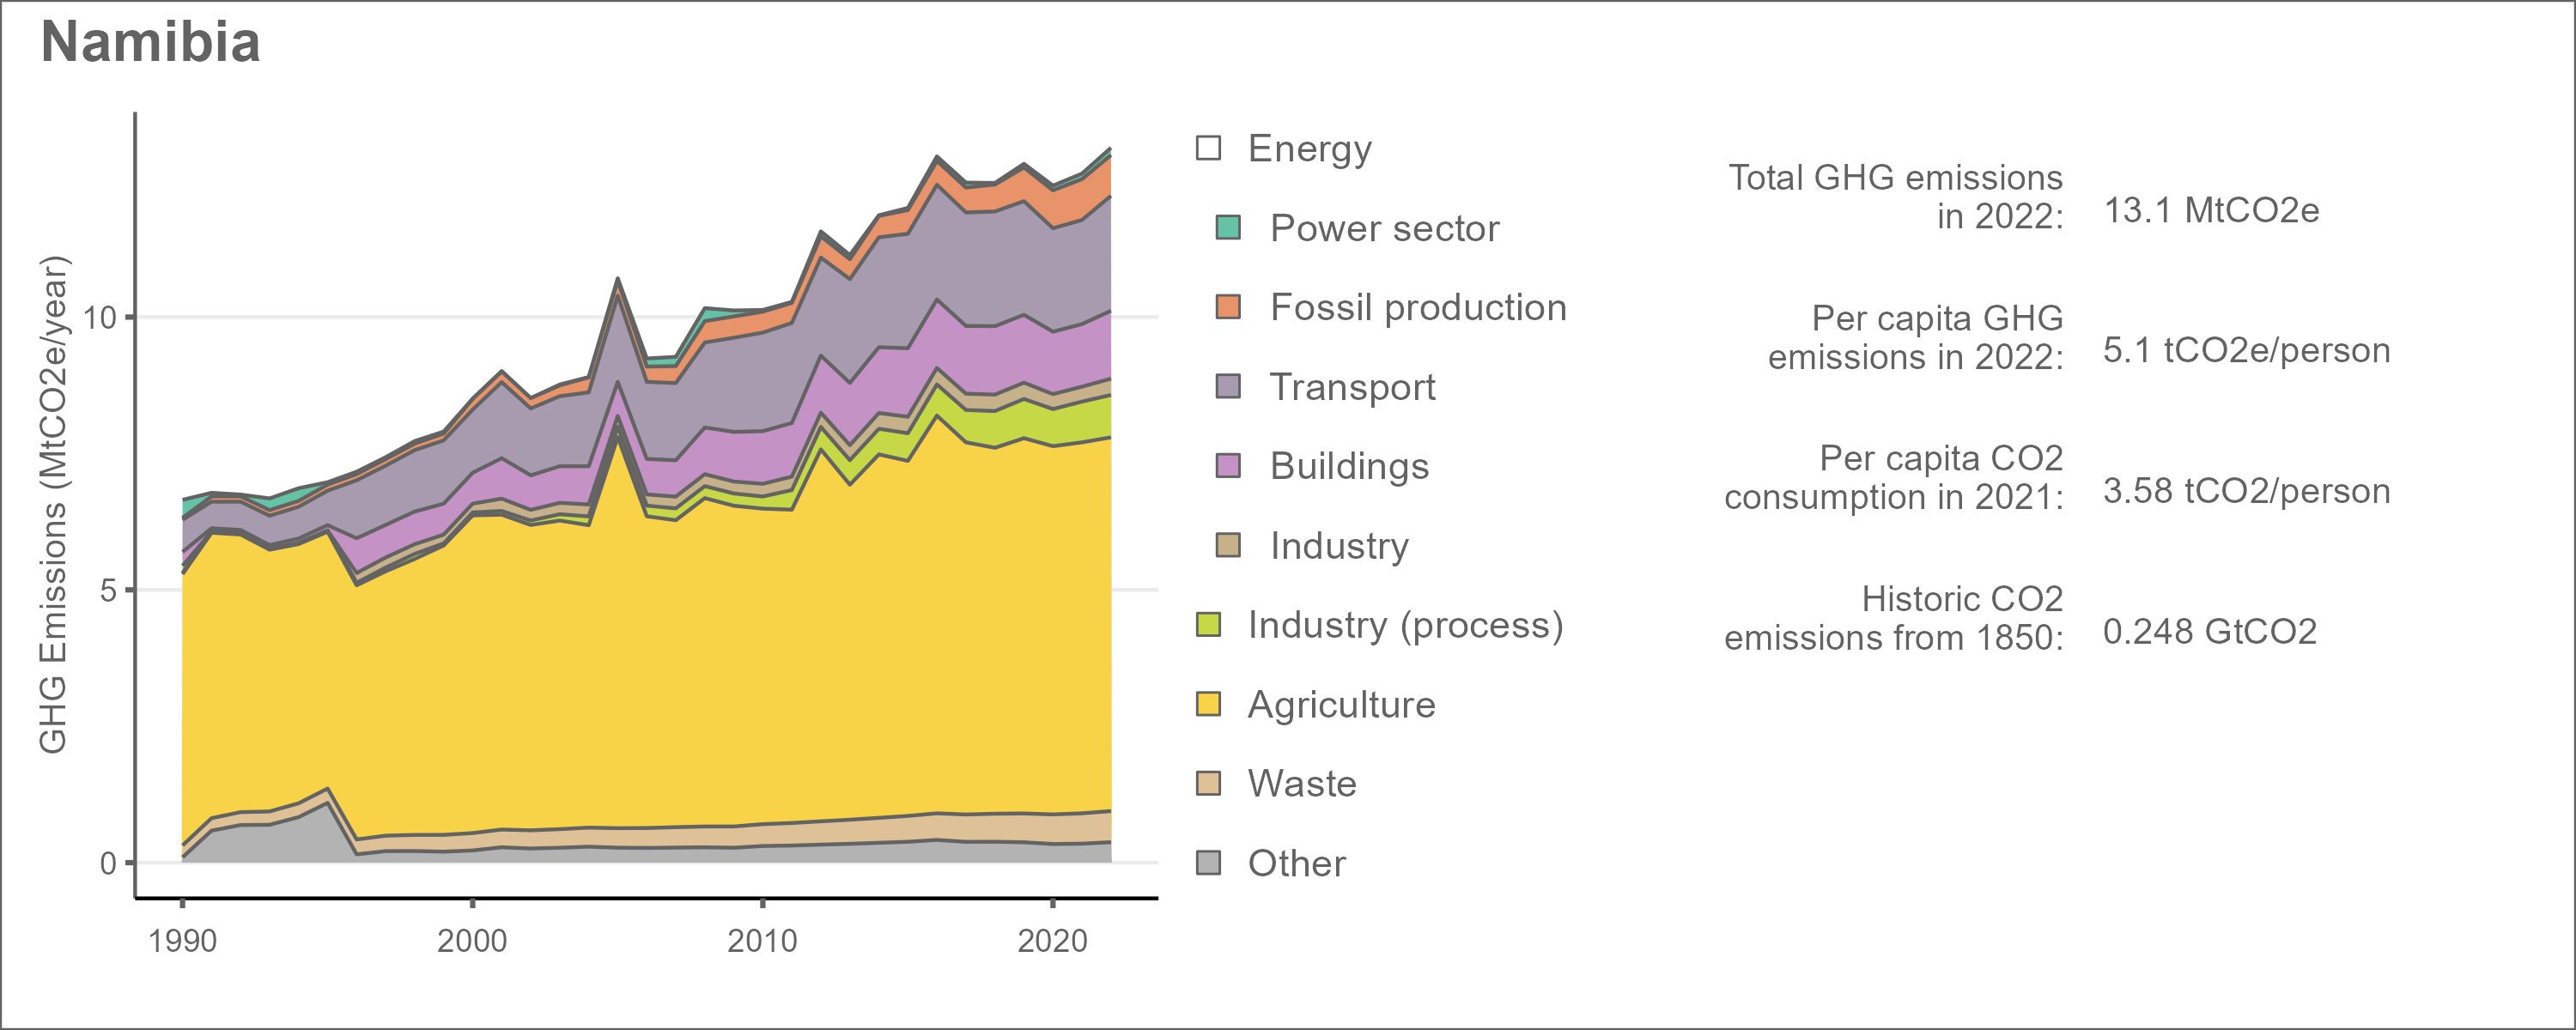 Namibia
GHG Emissions (MtCO2e/year)
10
5
0
1990
2000
2010
2020
Energy
Power sector
Fossil production
Transport
Buildings
Industry
Industry (process)
Agriculture
Waste
Other
Total GHG emissions
in 2022:
13.1 MtCO2e
Per capita GHG
emissions in 2022:
5.1 tCO2e/person
Per capita CO2
consumption in 2021:
3.58 tCO2/person
Historic CO2
emissions from 1850:
0.248 GtCO2